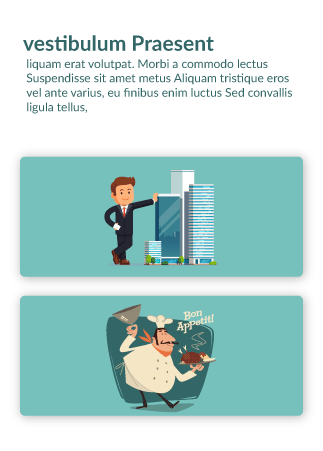 vestibulum Praesent
liquam erat volutpat. Morbi a commodo lectus
Suspendisse sit amet metus Aliquam tristique eros
vel ante varius, eu finibus enim luctus Sed convallis
ligula tellus,
Bon
Appetit!